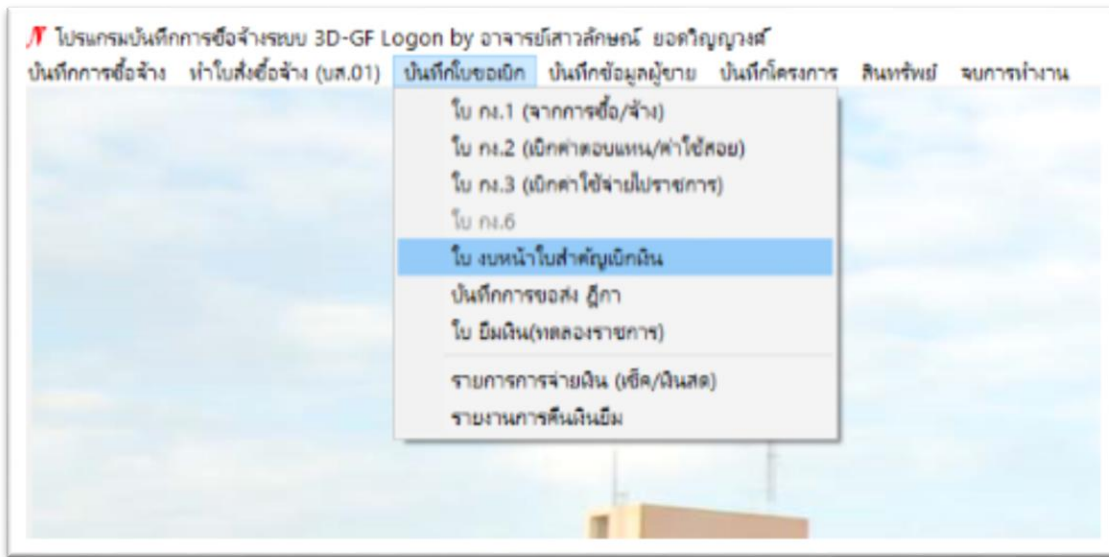 โปรแกรมบันทึกการซื้อจ้างระบบ 3D-GF Logon by อาจารย์เสาวลักษณ์ ยอดวิญญูวงศ์
บันทึกการซื้อจ้าง ทำใบสั่งซื้อจ้าง (บส.01) บันทึกใบขอเบิก บันทึกข้อมูลผู้ขาย บันทึกโครงการ สินทรัพย์ จบการทำงาน
ใบ กง.1 (จากการซื้อ/จ้าง)
ใบ กง.2 (เบิกค่าตอบแทน/ค่าใช้สอย)
ใบ กง.3 (เบิกค่าใช้จ่ายไปราชการ)
ใบ กง.6
ใบ งบหน้าใบสำคัญเบิกเงิน
บันทึกการขอส่ง ฎีกา
ใบ ยืมเงิน(ทดลองราชการ)
รายการการจ่ายเงิน (เช็ค/เงินสด)
รายงานการคืนเงินยืม